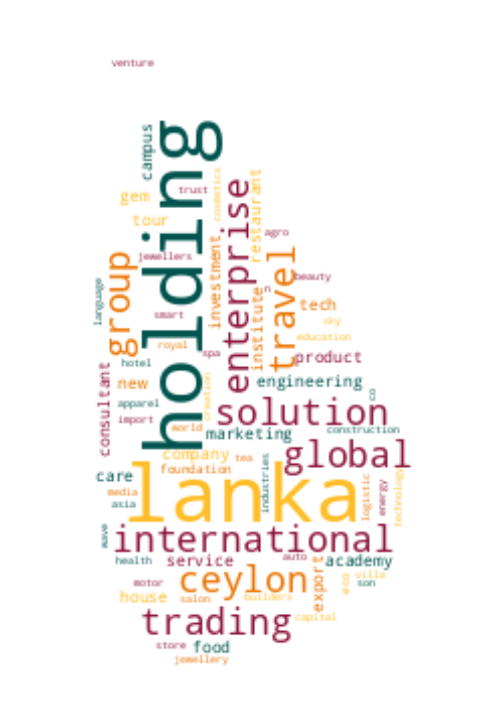 venture
holding
campus
trust
gem
cosmetics
restaurant
enterprise
tour
agro
jewellers
group
investment
travel
beauty
n
language
institute
tech
smart
sky
education
royal
spa
product
hotel
consultant
new
creation
engineering
co
apparel
solution
import
world
marketing
construction
company
tea
global
foundation
care
industries
lanka
logistic
energy
technology
media
asia
wave
international
health
service
auto
academy
ceylon
export
eco
villa
motor
son
house
salon
builders
trading
capital
store
food
jewellery